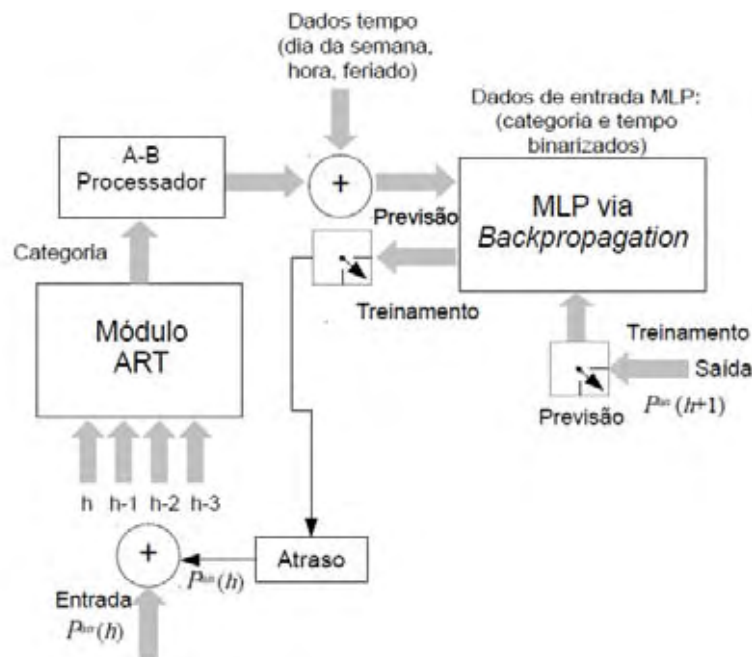 Dados tempo
(dia da semana,
hora, feriado)
Dados de entrada MLP:
(categoria e tempo
binarizados)
A-B
Processador
+
MLP via
Backpropagation
Previsão
Categoria
Treinamento
Módulo
ART
Treinamento
Saída
Previsão
(h+1)
h h-1 h-2 h-3
+
Atraso
(h)
Entrada
(h)